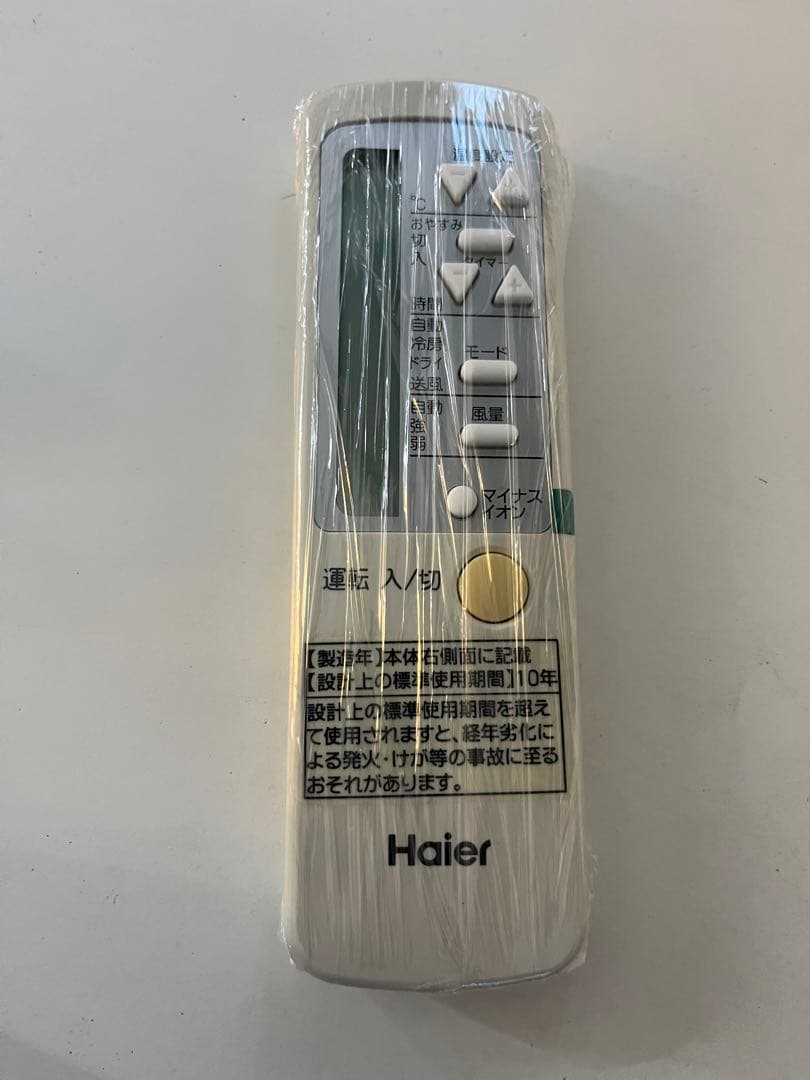 温度設定
− +
℃
おやすみ
切
入
タイマー
− +
時間
自動
冷房
モード
ドライ
送風
自動
風量
強
弱
マイナス
イオン
運転 入/切
【製造年】本体右側面に記載
【設計上の標準使用期間】10年
設計上の標準使用期間を超え
て使用されますと、経年劣化に
よる発火・けが等の事故に至る
おそれがあります。
Haier